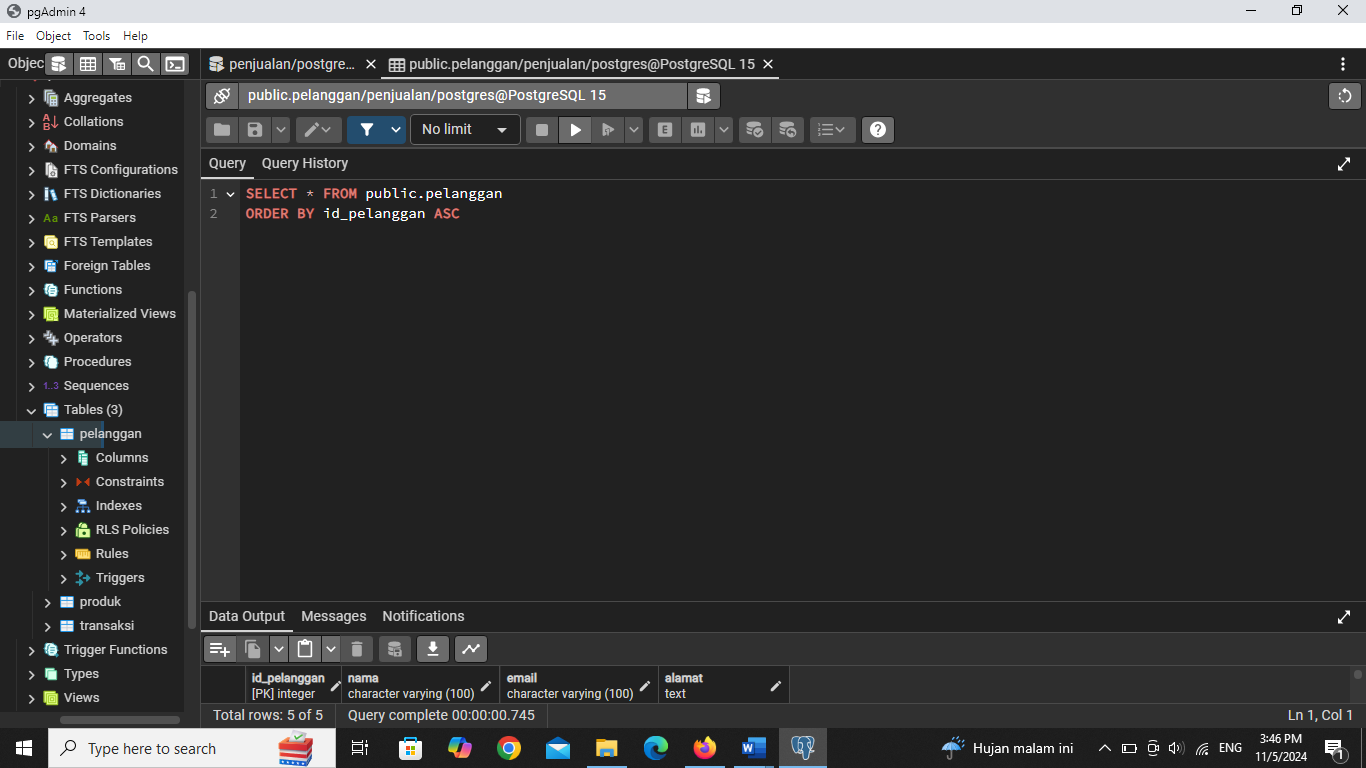 pgAdmin 4
File Object Tools Help
Objec
penjualan/postgre... public.pelanggan/penjualan/postgres@PostgreSQL 15
public.pelanggan/penjualan/postgres@PostgreSQL 15
No limit
E
Query Query History
1 SELECT * FROM public.pelanggan
2 ORDER BY id_pelanggan ASC
Aggregates
Collations
Domains
FTS Configurations
FTS Dictionaries
Aa FTS Parsers
FTS Templates
Foreign Tables
Functions
Materialized Views
Operators
Procedures
1..3 Sequences
Tables (3)
pelanggan
Columns
Constraints
Indexes
RLS Policies
Rules
Triggers
produk
transaksi
Trigger Functions
Types
Views
Data Output Messages Notifications
id_pelanggan nama email alamat
[PK] integer character varying (100) character varying (100) text
Total rows: 5 of 5 Query complete 00:00:00.745 Ln 1, Col 1
Type here to search
Hujan malam ini
ENG
3:46 PM
11/5/2024
1